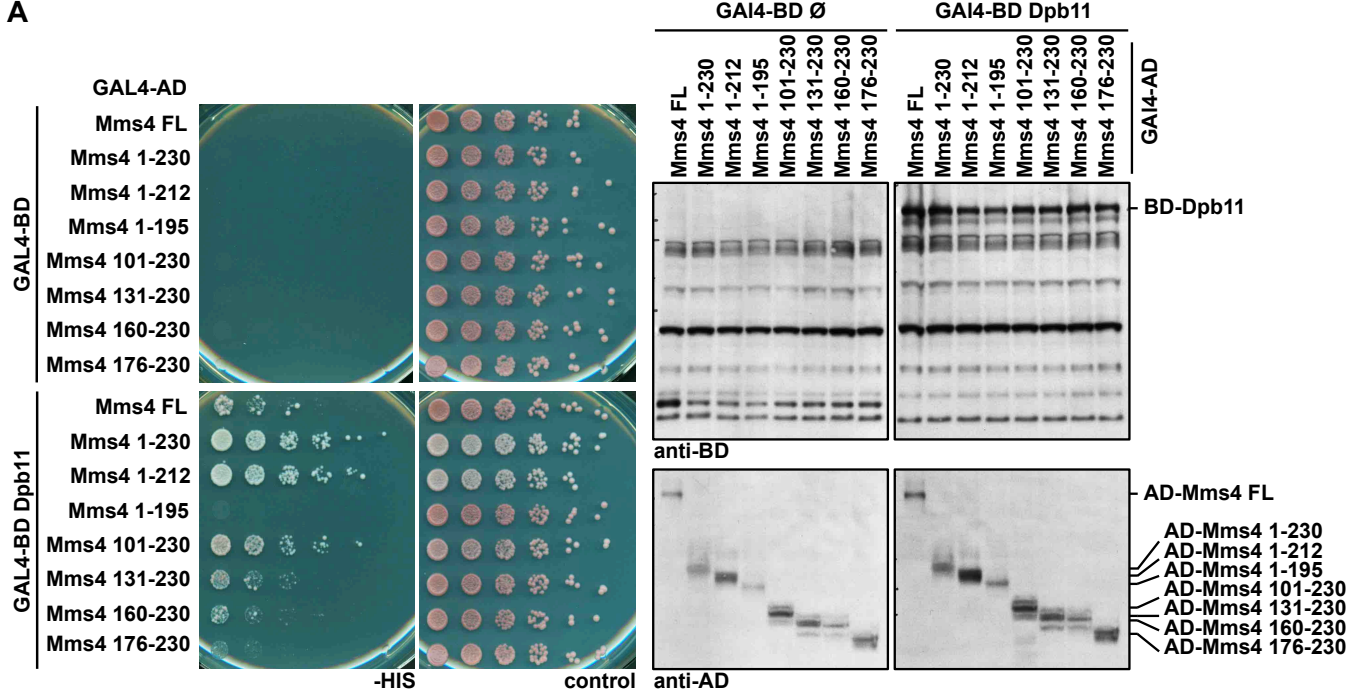 A
GAL4-AD
GAL4-BD
Mms4 FL
Mms4 1-230
Mms4 1-212
Mms4 1-195
Mms4 101-230
Mms4 131-230
Mms4 160-230
Mms4 176-230
GAL4-BD Dpb11
Mms4 FL
Mms4 1-230
Mms4 1-212
Mms4 1-195
Mms4 101-230
Mms4 131-230
Mms4 160-230
Mms4 176-230
-HIS
control
GAl4-BD Ø
GAl4-BD Dpb11
Mms4 FL
Mms4 1-230
Mms4 1-212
Mms4 1-195
Mms4 101-230
Mms4 131-230
Mms4 160-230
Mms4 176-230
Mms4 FL
Mms4 1-230
Mms4 1-212
Mms4 1-195
Mms4 101-230
Mms4 131-230
Mms4 160-230
Mms4 176-230
GAl4-AD
BD-Dpb11
anti-BD
AD-Mms4 FL
AD-Mms4 1-230
AD-Mms4 1-212
AD-Mms4 1-195
AD-Mms4 101-230
AD-Mms4 131-230
AD-Mms4 160-230
AD-Mms4 176-230
anti-AD